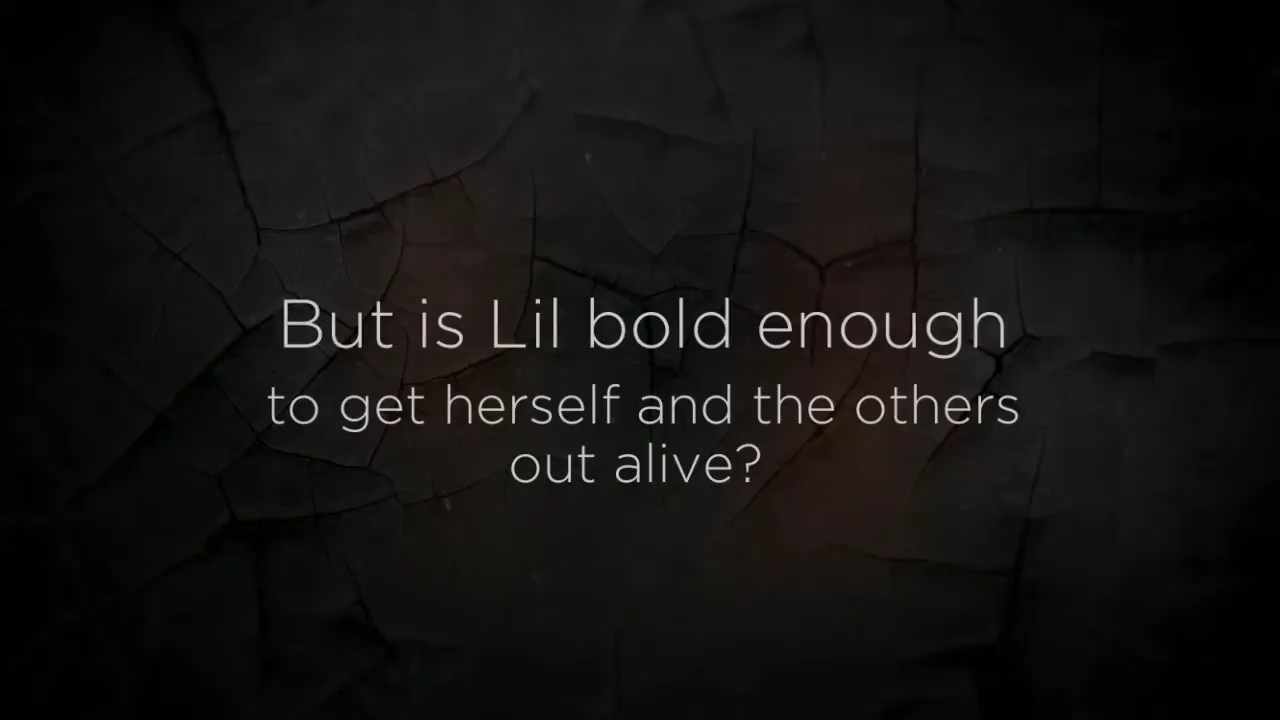 But is Lil bold enough
to get herself and the others
out alive?